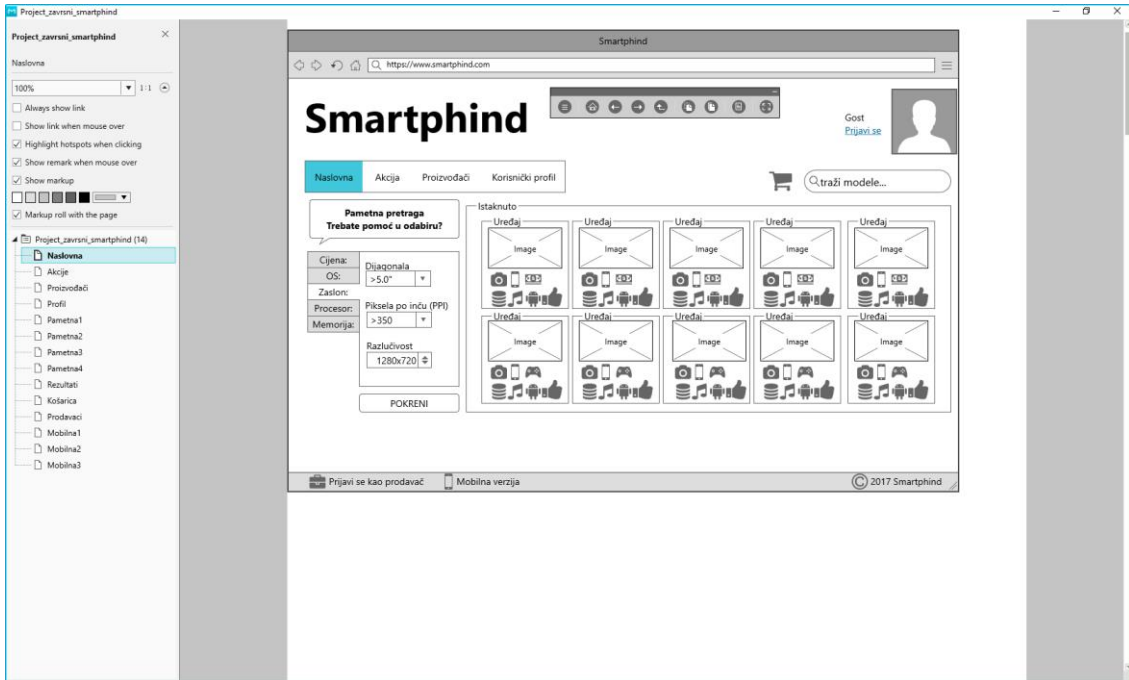 Project_zavrsni_smartphind
Project_zavrsni_smartphind
Naslovna
100%
1:1
Always show link
Show link when mouse over
Highlight hotspots when clicking
Show remark when mouse over
Show markup
Markup roll with the page
Project_zavrsni_smartphind (14)
Naslovna
Akcije
Proizvođači
Profil
Pametna1
Pametna2
Pametna3
Pametna4
Rezultati
Košarica
Prodavaci
Mobilna1
Mobilna2
Mobilna3
Smartphind
https://www.smartphind.com
Smartphind
Gost
Prijavi se
Naslovna Akcija Proizvođači Korisnički profil
traži modele...
Pametna pretraga
Trebate pomoć u odabiru?
Cijena:
OS:
Zaslon:
Procesor:
Memorija:
Dijagonala
>5.0"
Piksela po inču (PPI)
>350
Razlučivost
1280x720
POKRENI
Istaknuto
Uređaj Uređaj Uređaj Uređaj Uređaj
Image Image Image Image Image
Uređaj Uređaj Uređaj Uređaj Uređaj
Image Image Image Image Image
Prijavi se kao prodavač Mobilna verzija © 2017 Smartphind